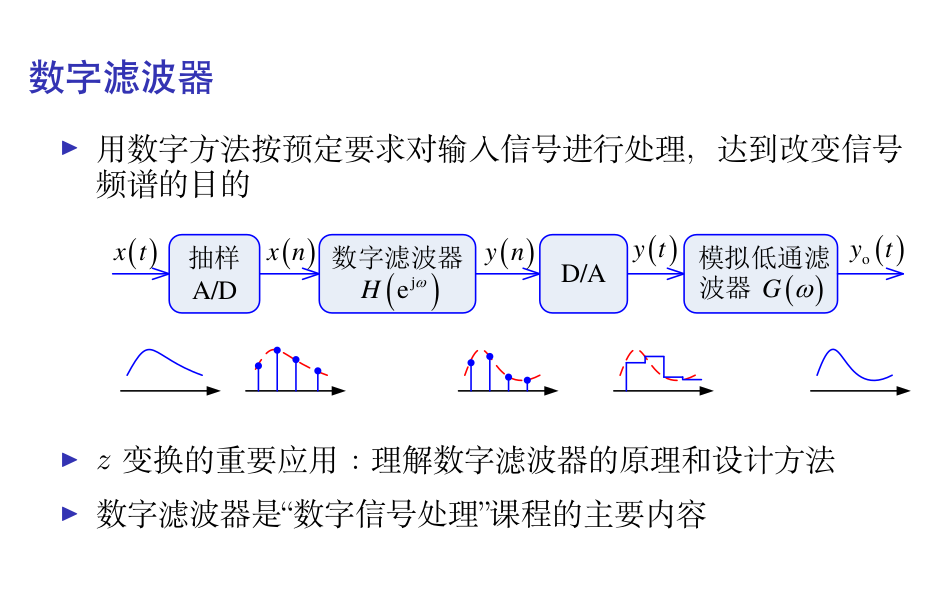 数字滤波器
▶ 用数字方法按预定要求对输入信号进行处理，达到改变信号
频谱的目的
x(t) 抽样 x(n) 数字滤波器 y(n) D/A y(t) 模拟低通滤 y₀(t)
A/D H(e^jω) 波器 G(ω)
▶ z 变换的重要应用：理解数字滤波器的原理和设计方法
▶ 数字滤波器是“数字信号处理”课程的主要内容